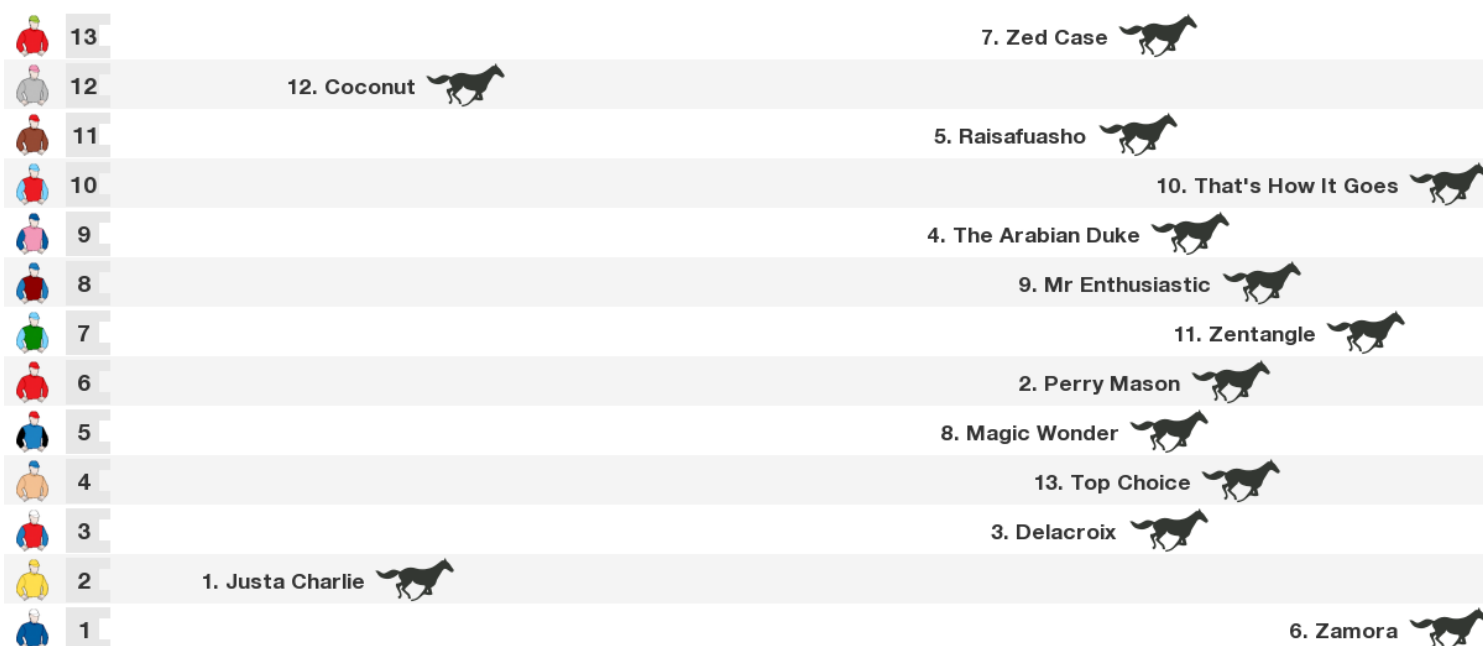 13 7. Zed Case
12 12. Coconut
11 5. Raisafuasho
10 10. That's How It Goes
9 4. The Arabian Duke
8 9. Mr Enthusiastic
7 11. Zentangle
6 2. Perry Mason
5 8. Magic Wonder
4 13. Top Choice
3 3. Delacroix
2 1. Justa Charlie
1 6. Zamora